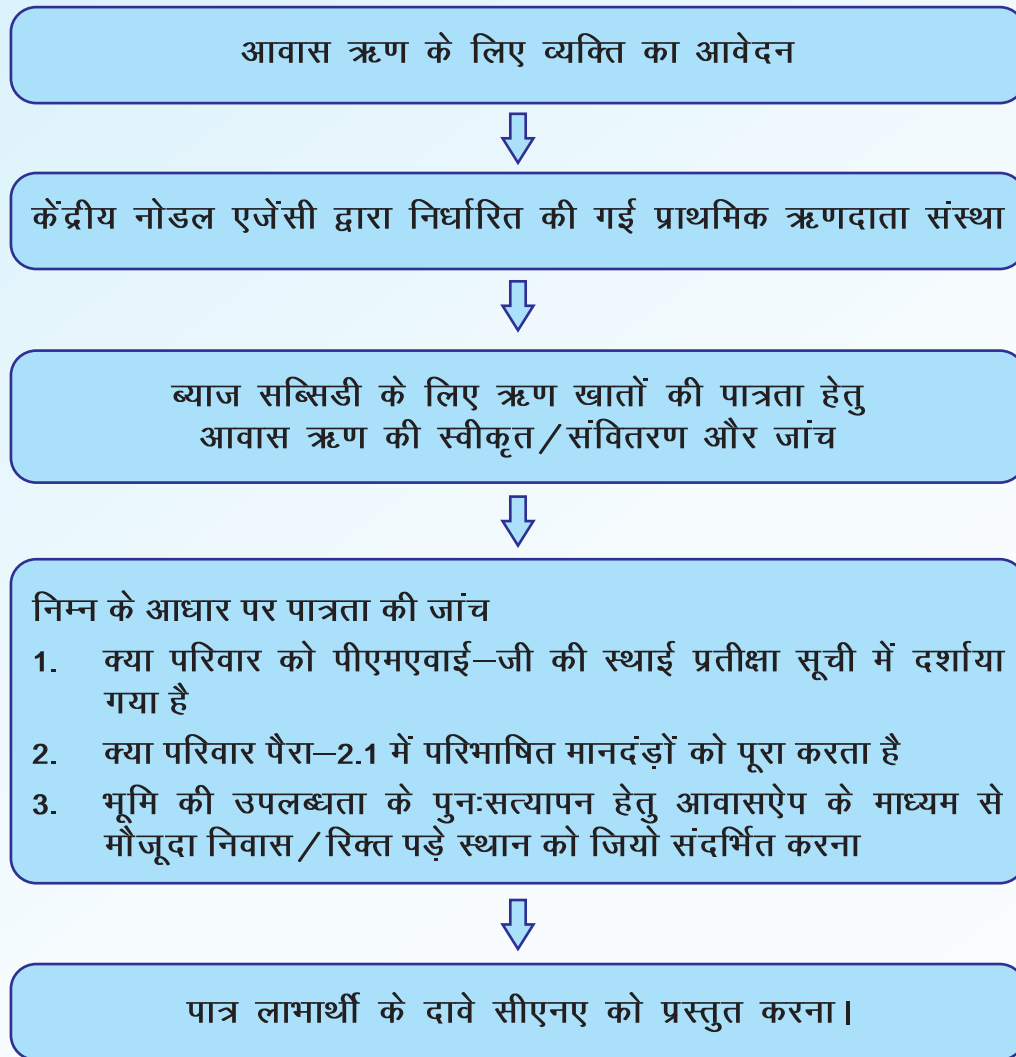 आवास ऋण के लिए व्यक्ति का आवेदन
केंद्रीय नोडल एजेंसी द्वारा निर्धारित की गई प्राथमिक ऋणदाता संस्था
ब्याज सब्सिडी के लिए ऋण खातों की पात्रता हेतु
आवास ऋण की स्वीकृत/संवितरण और जांच
निम्न के आधार पर पात्रता की जांच
1. क्या परिवार को पीएमएवाई–जी की स्थाई प्रतीक्षा सूची में दर्शाया
गया है
2. क्या परिवार पैरा–2.1 में परिभाषित मानदंड़ों को पूरा करता है
3. भूमि की उपलब्धता के पुनःसत्यापन हेतु आवासऐप के माध्यम से
मौजूदा निवास/रिक्त पड़े स्थान को जियो संदर्भित करना
पात्र लाभार्थी के दावे सीएनए को प्रस्तुत करना।